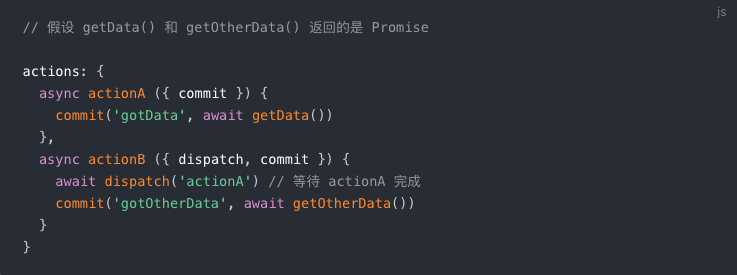 js
// 假设 getData() 和 getOtherData() 返回的是 Promise
actions: {
  async actionA ({ commit }) {
    commit('gotData', await getData())
  },
  async actionB ({ dispatch, commit }) {
    await dispatch('actionA') // 等待 actionA 完成
    commit('gotOtherData', await getOtherData())
  }
}